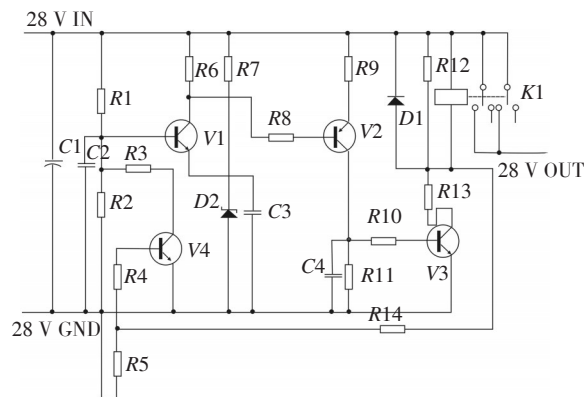 28 V IN
R6
R7
R9
R12
K1
R1
R8
V1
V2
D1
C1
C2
R3
28 V OUT
R2
D2
C3
R13
V4
R10
R4
C4
R11
V3
R14
28 V GND
R5